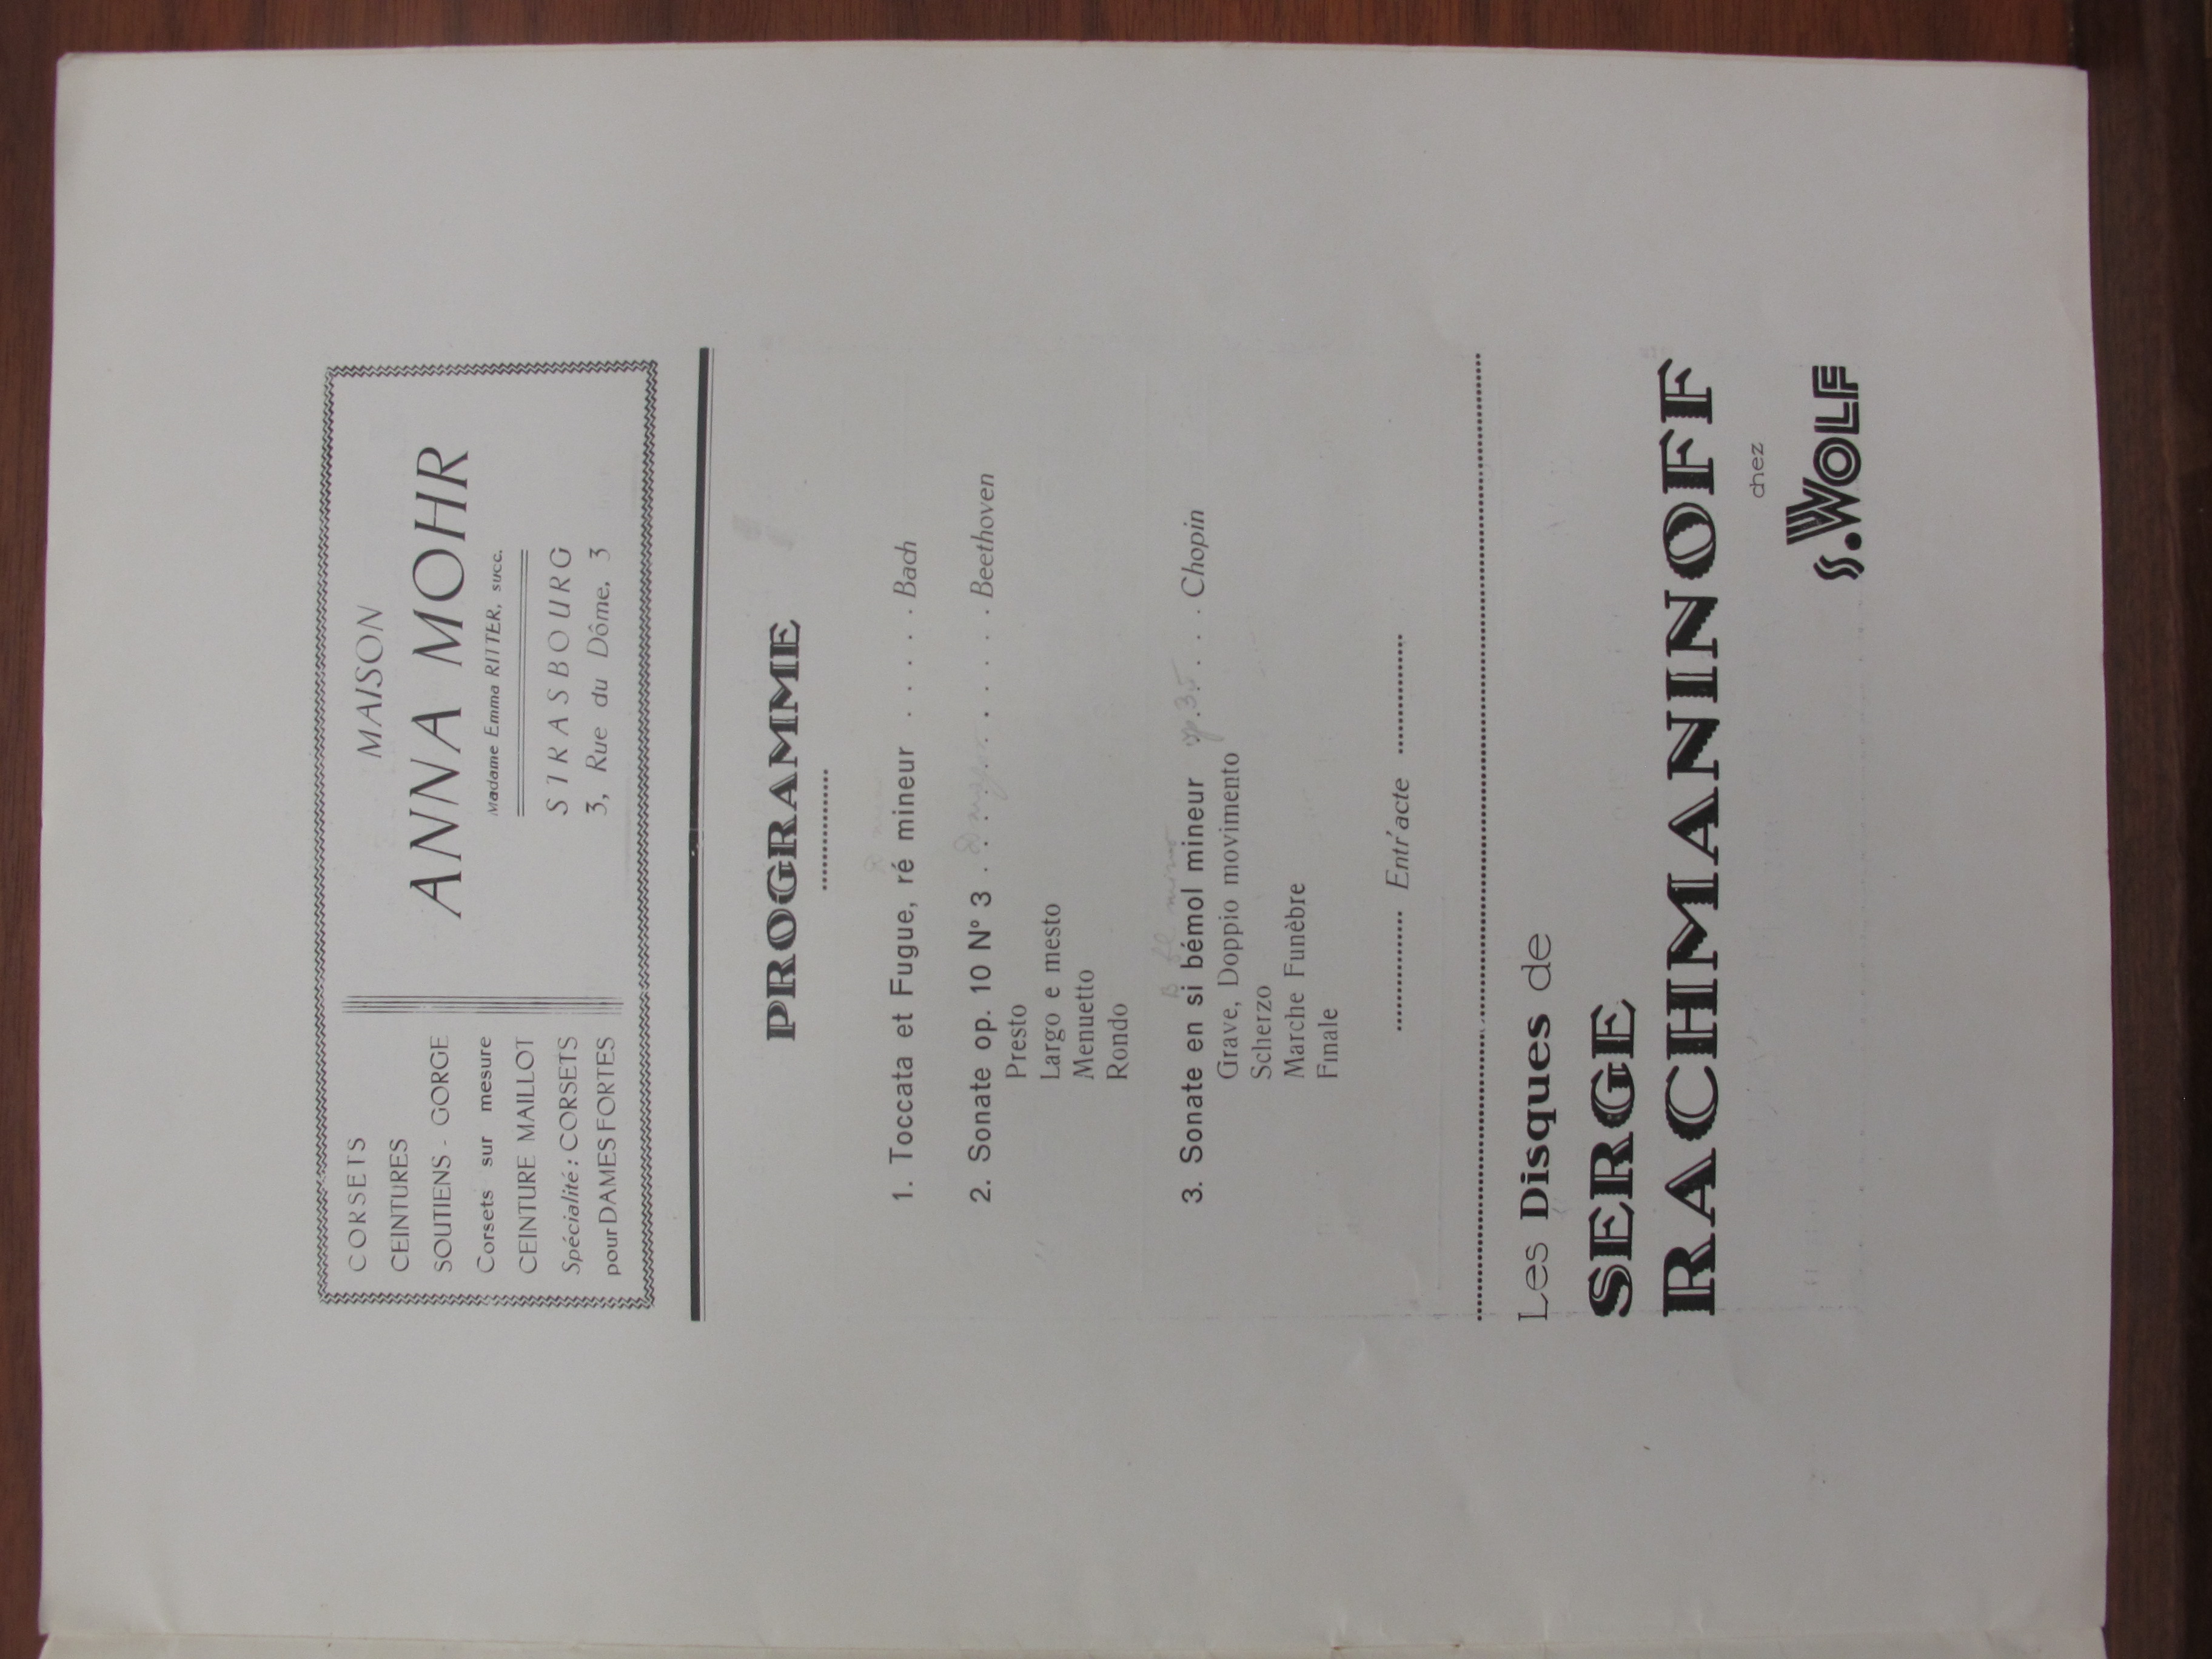 CORSETS
CEINTURES
SOUTIENS - GORGE
Corsets sur mesure
CEINTURE MAILLOT
Spécialité : CORSETS
pour DAMES FORTES
MAISON
ANNA MOHR
Madame Emma RITTER, succ.
STRASBOURG
3, Rue du Dôme, 3
PROGRAMME
1. Toccata et Fugue, ré mineur . . . . . Bach
2. Sonate op. 10 N° 3 . . . . . . . . Beethoven
Presto
Largo e mesto
Menuetto
Rondo
B fl minor
3. Sonate en si bémol mineur op. 35 . . . Chopin
Grave, Doppio movimento
Scherzo
Marche Funèbre
Finale
Entr'acte
Les Disques de
SERGE
RACHMANINOFF
chez
S. WOLF